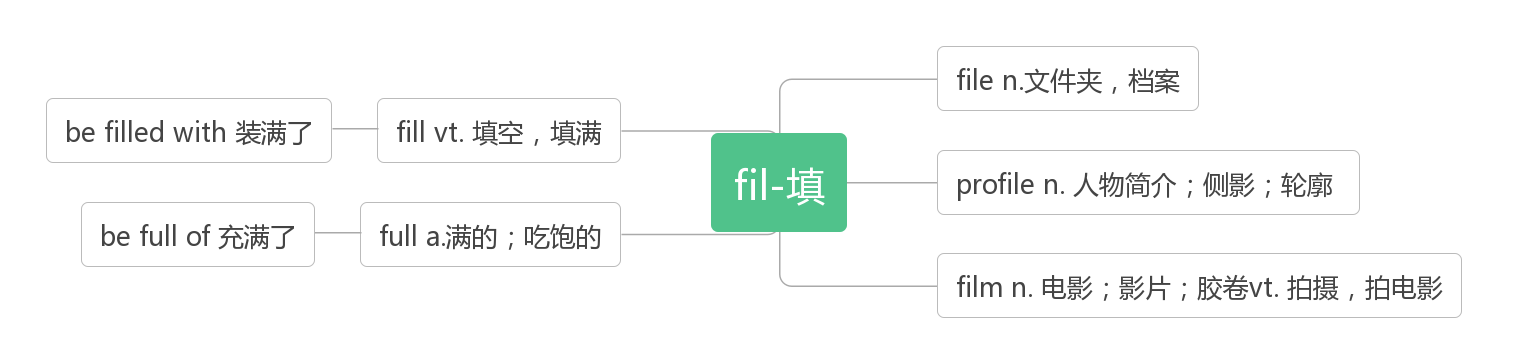 file n.文件夹，档案
be filled with 装满了
fill vt. 填空，填满
fil-填
profile n. 人物简介；侧影；轮廓
be full of 充满了
full a.满的；吃饱的
film n. 电影；影片；胶卷vt. 拍摄，拍电影